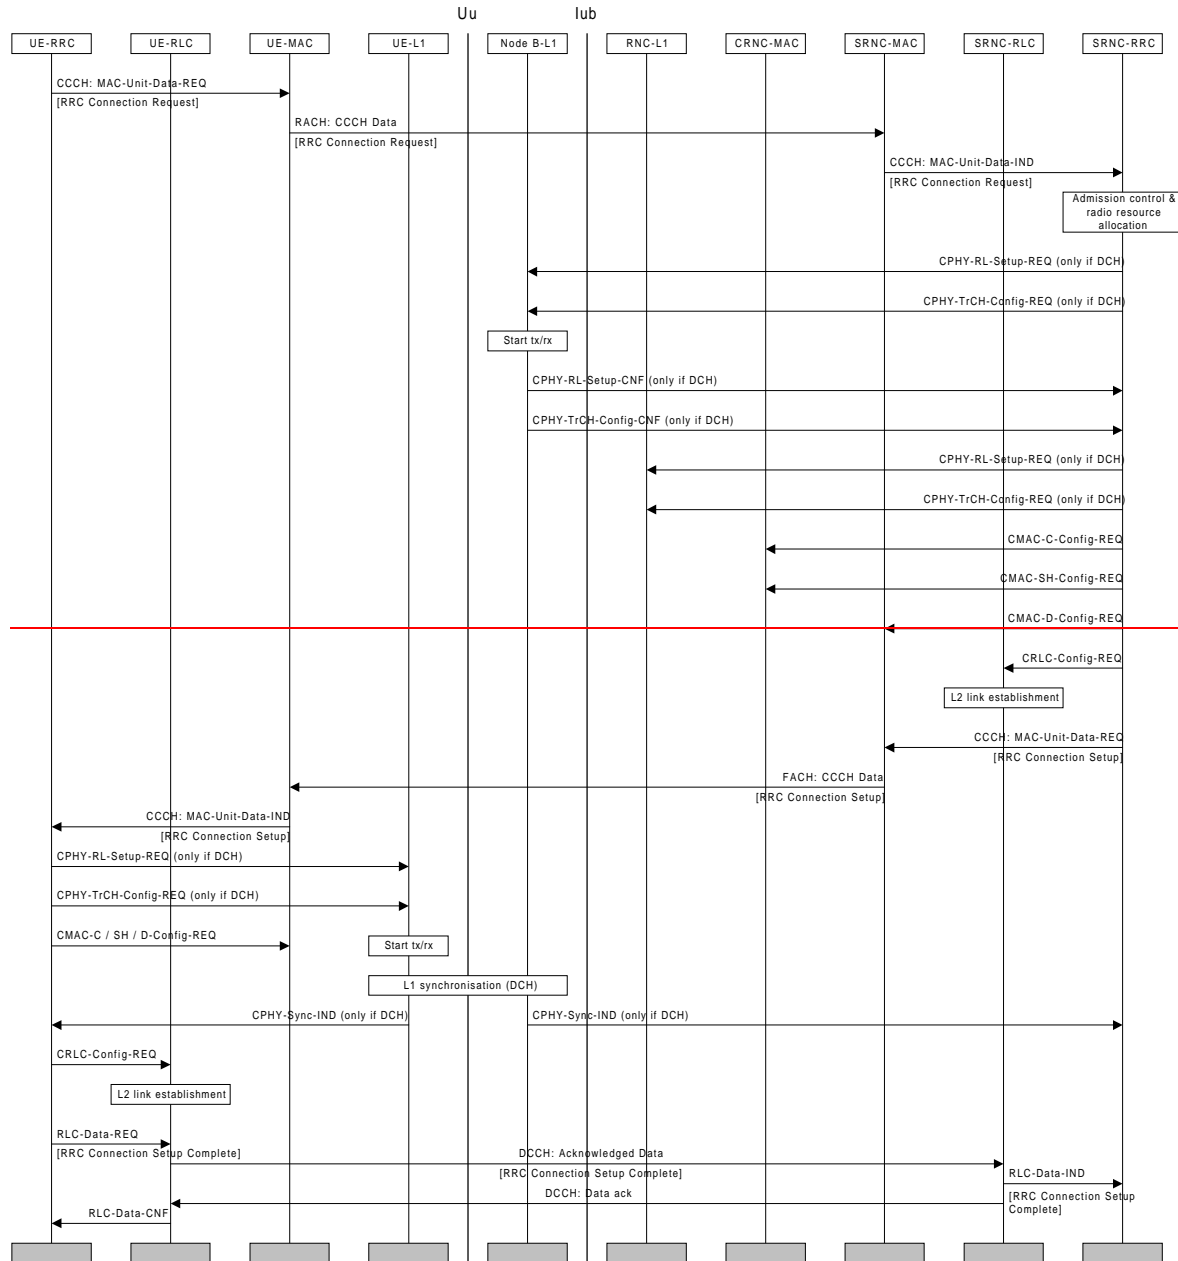 Uu Iub
UE-RRC UE-RLC UE-MAC UE-L1 Node B-L1 RNC-L1 CRNC-MAC SRNC-MAC SRNC-RLC SRNC-RRC
CCCH: MAC-Unit-Data-REQ
[RRC Connection Request]
RACH: CCCH Data
[RRC Connection Request]
CCCH: MAC-Unit-Data-IND
[RRC Connection Request]
Admission control &
radio resource
allocation
CPHY-RL-Setup-REQ (only if DCH)
CPHY-TrCH-Config-REQ (only if DCH)
Start tx/rx
CPHY-RL-Setup-CNF (only if DCH)
CPHY-TrCH-Config-CNF (only if DCH)
CPHY-RL-Setup-REQ (only if DCH)
CPHY-TrCH-Config-REQ (only if DCH)
CMAC-C-Config-REQ
CMAC-SH-Config-REQ
CMAC-D-Config-REQ
CRLC-Config-REQ
L2 link establishment
CCCH: MAC-Unit-Data-REQ
[RRC Connection Setup]
FACH: CCCH Data
[RRC Connection Setup]
CCCH: MAC-Unit-Data-IND
[RRC Connection Setup]
CPHY-RL-Setup-REQ (only if DCH)
CPHY-TrCH-Config-REQ (only if DCH)
CMAC-C / SH / D-Config-REQ
Start tx/rx
L1 synchronisation (DCH)
CPHY-Sync-IND (only if DCH) CPHY-Sync-IND (only if DCH)
CRLC-Config-REQ
L2 link establishment
RLC-Data-REQ
[RRC Connection Setup Complete]
DCCH: Acknowledged Data
[RRC Connection Setup Complete]
RLC-Data-IND
[RRC Connection Setup
Complete]
DCCH: Data ack
RLC-Data-CNF